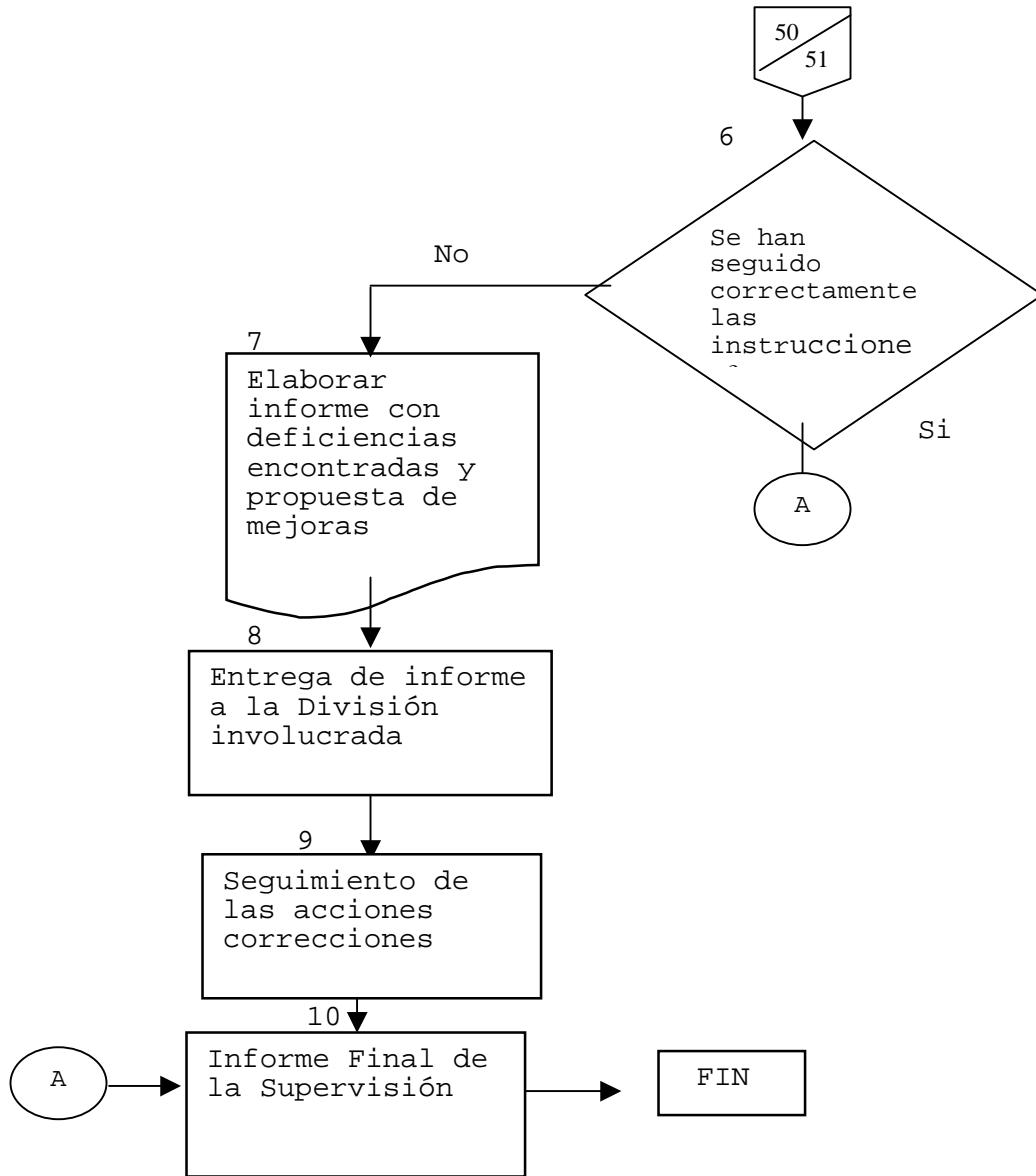 50
51
6
Se han
seguido
correctamente
las
instruccione
No
Si
A
7
Elaborar
informe con
deficiencias
encontradas y
propuesta de
mejoras
8
Entrega de informe
a la División
involucrada
9
Seguimiento de
las acciones
correcciones
10
A
Informe Final de
la Supervisión
FIN